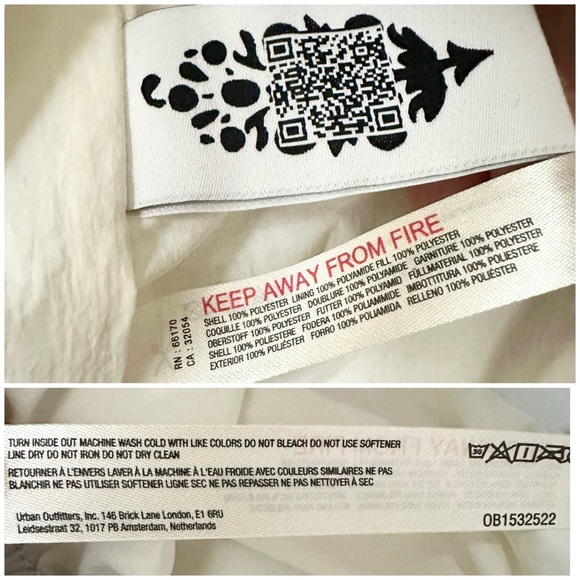 KEEP AWAY FROM FIRE
SHELL 100% POLYESTER LINING 100% POLYAMIDE FILL 100% POLYESTER
COQUILLE 100% POLYESTER DOUBLURE 100% POLYAMIDE GARNITURE 100% POLYESTER
OBERSTOFF 100% POLYESTER FUTTER 100% POLYAMID FÜLLMATERIAL 100% POLYESTER
SHELL 100% POLIESTERE FODERA 100% POLIAMMIDE IMBOTTITURA 100% POLIESTERE
EXTERIOR 100% POLIÉSTER FORRO 100% POLIAMIDA RELLENO 100% POLIÉSTER
RN : 66170
CA : 32054
TURN INSIDE OUT MACHINE WASH COLD WITH LIKE COLORS DO NOT BLEACH DO NOT USE SOFTENER
LINE DRY DO NOT IRON DO NOT DRY CLEAN
RETOURNER À L'ENVERS LAVER À LA MACHINE À L'EAU FROIDE AVEC COULEURS SIMILAIRES NE PAS
BLANCHIR NE PAS UTILISER SOFTENER LIGNE SEC NE PAS REPASSER NE PAS NETTOYER À SEC
Urban Outfitters, Inc. 146 Brick Lane London, E1 6RU
Leidsestraat 32, 1017 PB Amsterdam, Netherlands
OB1532522